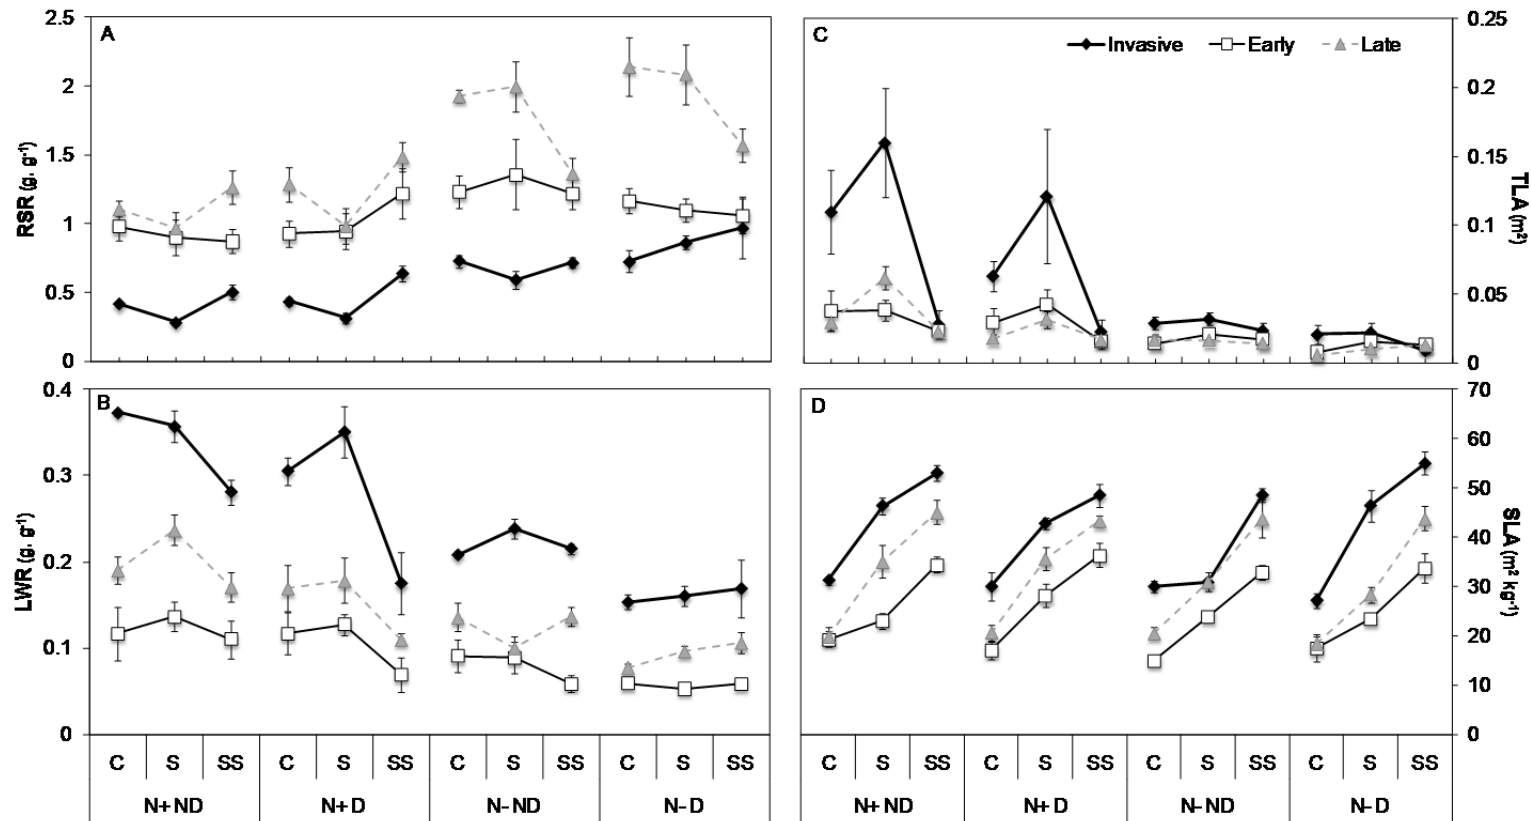 A
2.5
2
1.5
1
0.5
0
RSR (g. g-1)
C
Invasive
Early
Late
0.25
0.2
0.15
0.1
0.05
0
TLA (m²)
B
0.4
0.3
0.2
0.1
0
LWR (g. g-1)
D
70
60
50
40
30
20
10
0
SLA (m² kg-1)
C S SS C S SS C S SS C S SS
N+ND N+D N-ND N-D
C S SS C S SS C S SS C S SS
N+ND N+D N-ND N-D